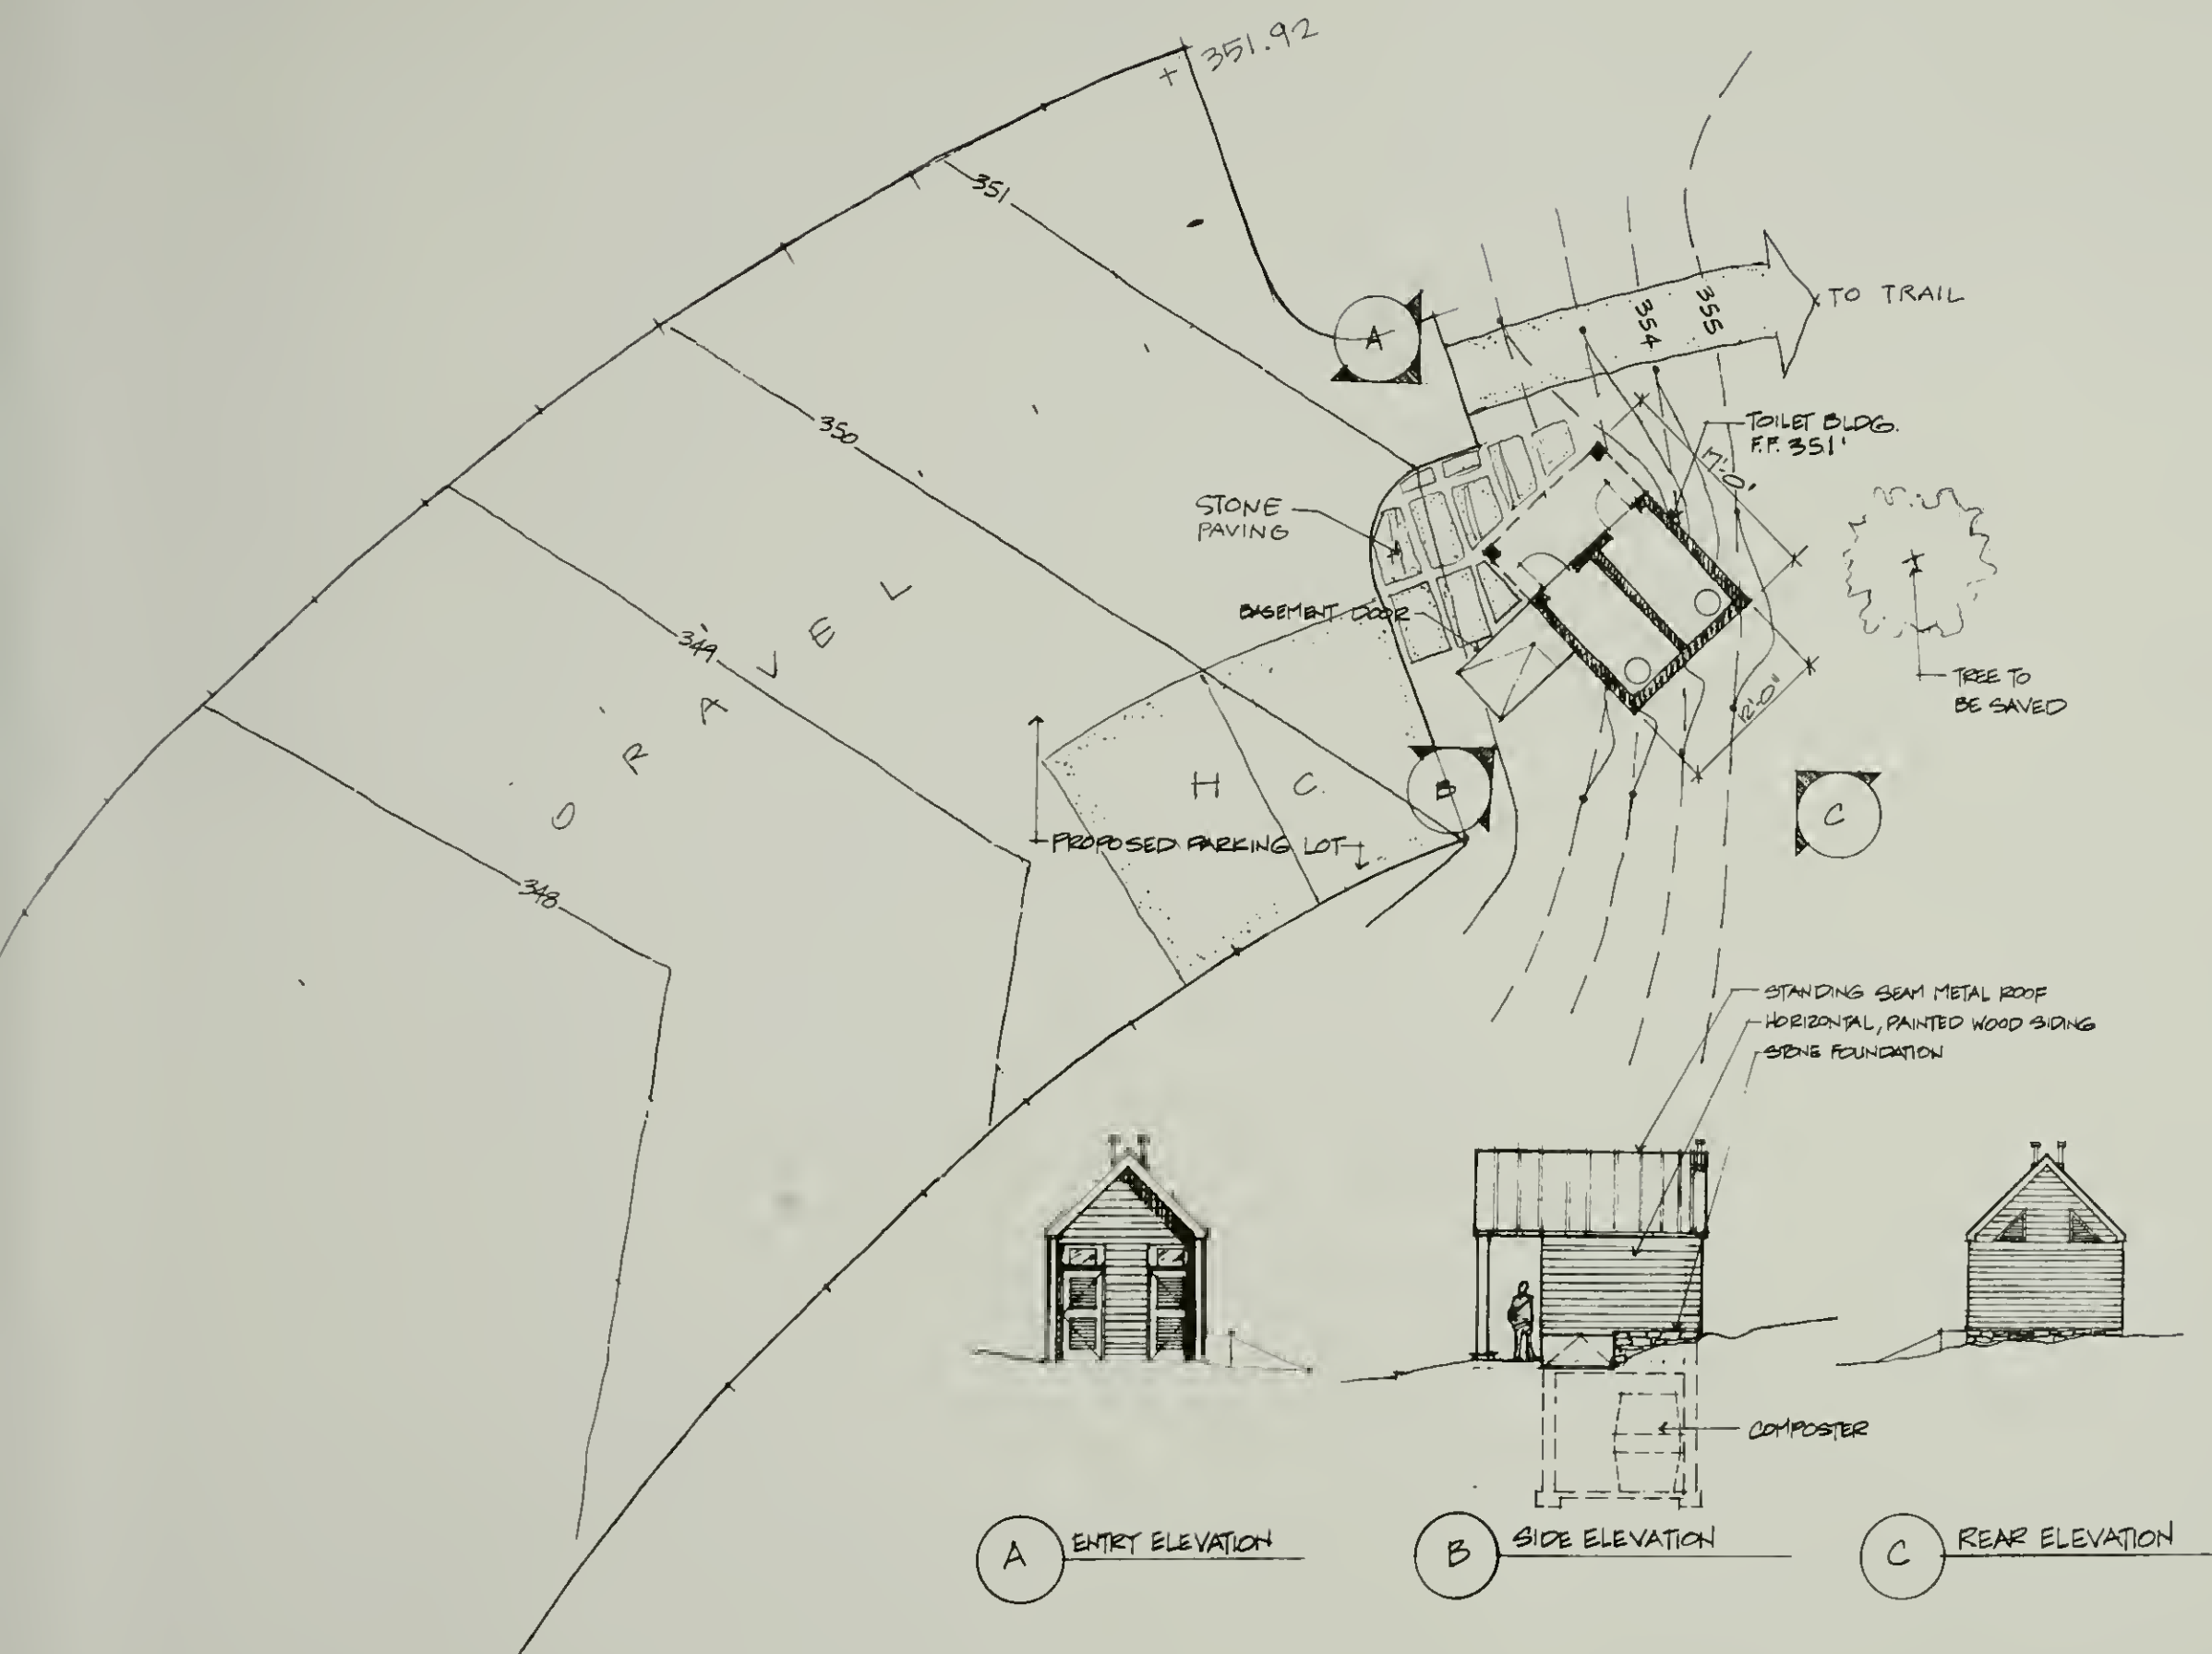 351.92
351
350
349
348
G R A V E L
A
TO TRAIL
354
355
TOILET BLDG.
F.F. 351'
17'-0"
12'-0"
STONE
PAVING
BASEMENT DOOR
TREE TO
BE SAVED
H C
B
C
PROPOSED PARKING LOT
STANDING SEAM METAL ROOF
HORIZONTAL, PAINTED WOOD SIDING
STONE FOUNDATION
COMPOSTER
A ENTRY ELEVATION
B SIDE ELEVATION
C REAR ELEVATION